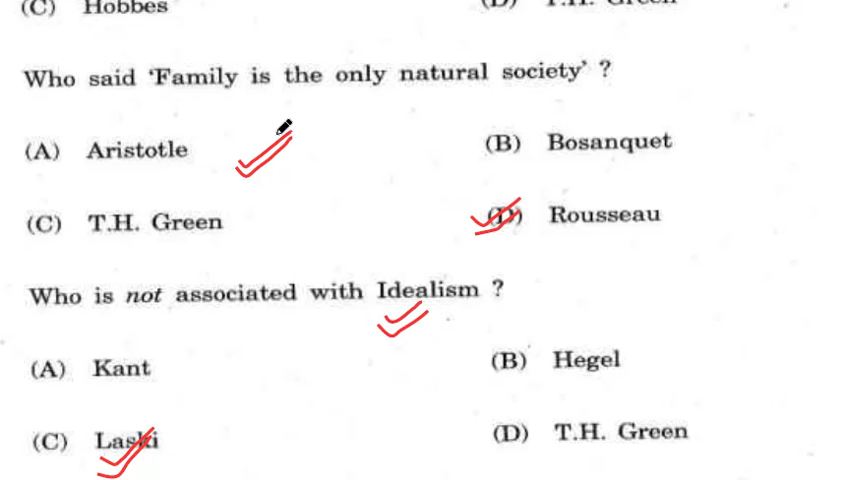 (C) Hobbes (D) T.H. Green
Who said ‘Family is the only natural society’ ?
(A) Aristotle (B) Bosanquet
(C) T.H. Green (D) Rousseau
Who is not associated with Idealism ?
(A) Kant (B) Hegel
(C) Laski (D) T.H. Green